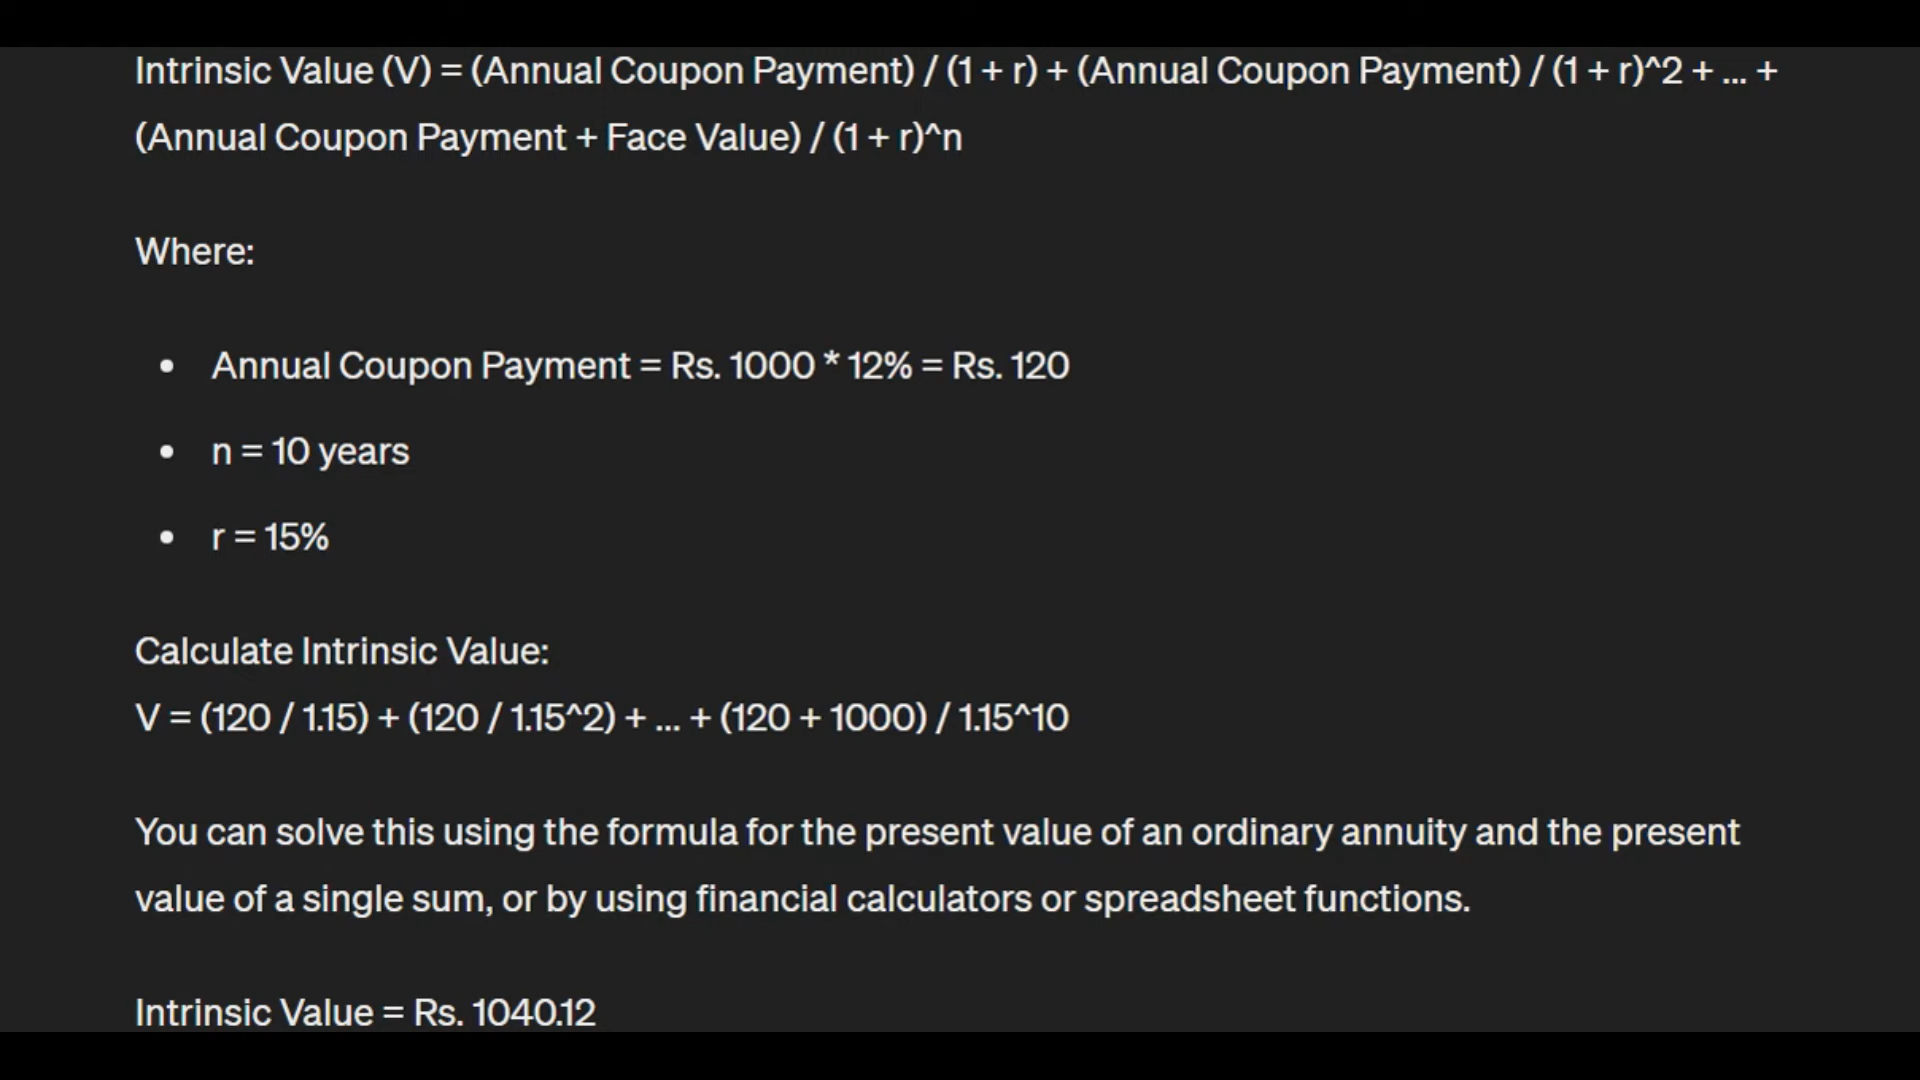 Intrinsic Value (V) = (Annual Coupon Payment) / (1 + r) + (Annual Coupon Payment) / (1 + r)^2 + ... +
(Annual Coupon Payment + Face Value) / (1 + r)^n
Where:
• Annual Coupon Payment = Rs. 1000 * 12% = Rs. 120
• n = 10 years
• r = 15%
Calculate Intrinsic Value:
V = (120 / 1.15) + (120 / 1.15^2) + ... + (120 + 1000) / 1.15^10
You can solve this using the formula for the present value of an ordinary annuity and the present
value of a single sum, or by using financial calculators or spreadsheet functions.
Intrinsic Value = Rs. 1040.12